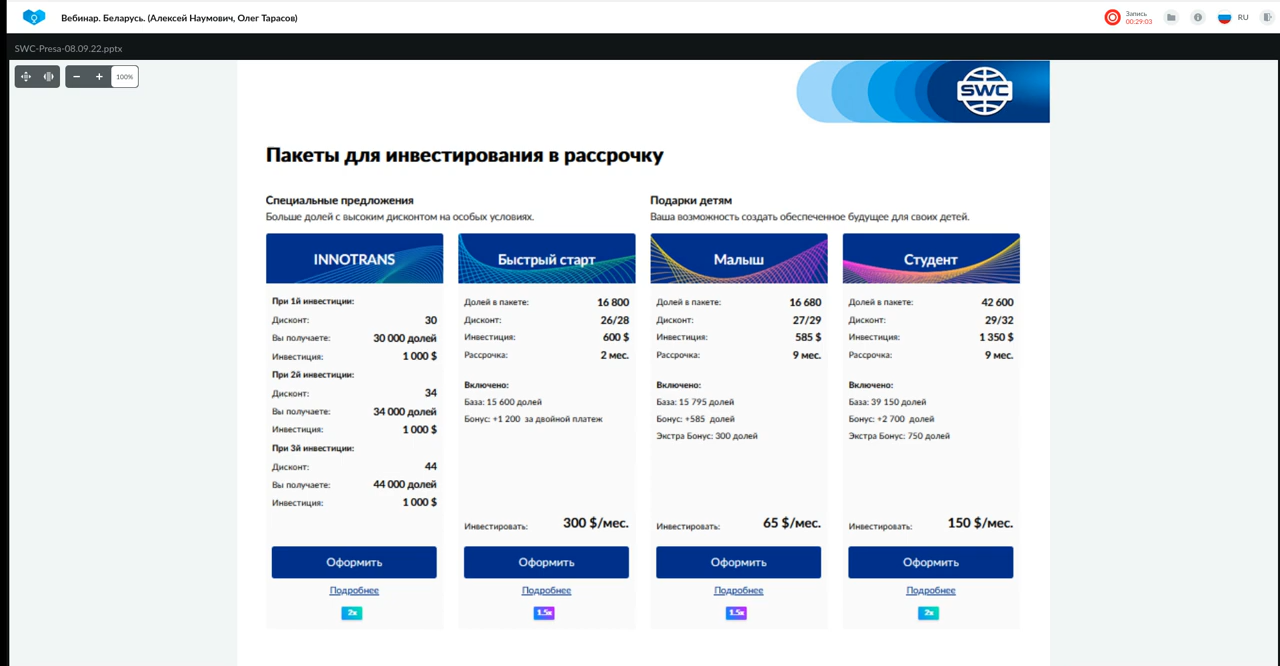 Вебинар. Беларусь. (Алексей Наумович, Олег Тарасов)
Запись
00:29:03
RU
SWC-Presa-08.09.22.pptx
100%
SWC
Пакеты для инвестирования в рассрочку
Специальные предложения
Больше долей с высоким дисконтом на особых условиях.
Подарки детям
Ваша возможность создать обеспеченное будущее для своих детей.
INNOTRANS
При 1й инвестиции:
Дисконт: 30
Вы получаете: 30 000 долей
Инвестиция: 1 000 $
При 2й инвестиции:
Дисконт: 34
Вы получаете: 34 000 долей
Инвестиция: 1 000 $
При 3й инвестиции:
Дисконт: 44
Вы получаете: 44 000 долей
Инвестиция: 1 000 $
Оформить
Подробнее
2x
Быстрый старт
Долей в пакете: 16 800
Дисконт: 26/28
Инвестиция: 600 $
Рассрочка: 2 мес.
Включено:
База: 15 600 долей
Бонус: +1 200 за двойной платеж
Инвестировать: 300 $/мес.
Оформить
Подробнее
1.5x
Малыш
Долей в пакете: 16 680
Дисконт: 27/29
Инвестиция: 585 $
Рассрочка: 9 мес.
Включено:
База: 15 795 долей
Бонус: +585 долей
Экстра Бонус: 300 долей
Инвестировать: 65 $/мес.
Оформить
Подробнее
1.5x
Студент
Долей в пакете: 42 600
Дисконт: 29/32
Инвестиция: 1 350 $
Рассрочка: 9 мес.
Включено:
База: 39 150 долей
Бонус: +2 700 долей
Экстра Бонус: 750 долей
Инвестировать: 150 $/мес.
Оформить
Подробнее
2x